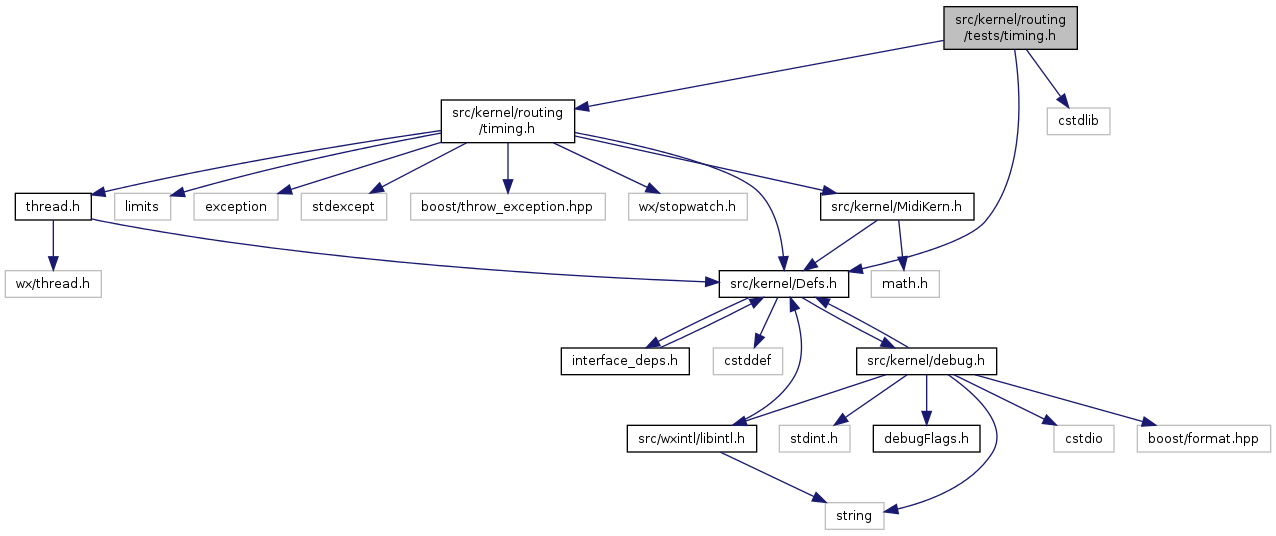 src/kernel/routing
/tests/timing.h
src/kernel/routing
/timing.h
cstdlib
thread.h
limits
exception
stdexcept
boost/throw_exception.hpp
wx/stopwatch.h
src/kernel/MidiKern.h
wx/thread.h
src/kernel/Defs.h
math.h
interface_deps.h
cstddef
src/kernel/debug.h
src/wxintl/libintl.h
stdint.h
debugFlags.h
cstdio
boost/format.hpp
string